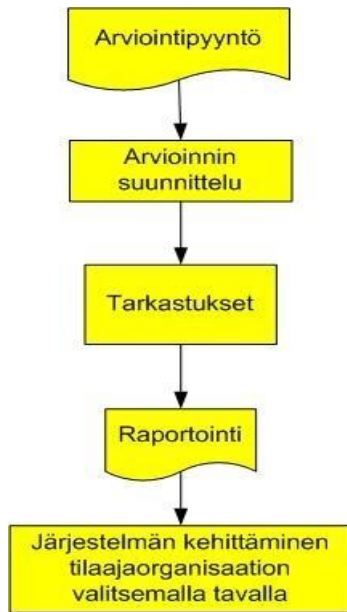 Arviointipyyntö
Arvioinnin
suunnittelu
Tarkastukset
Raportointi
Järjestelmän kehittäminen
tilaajaorganisaation
valitsemalla tavalla